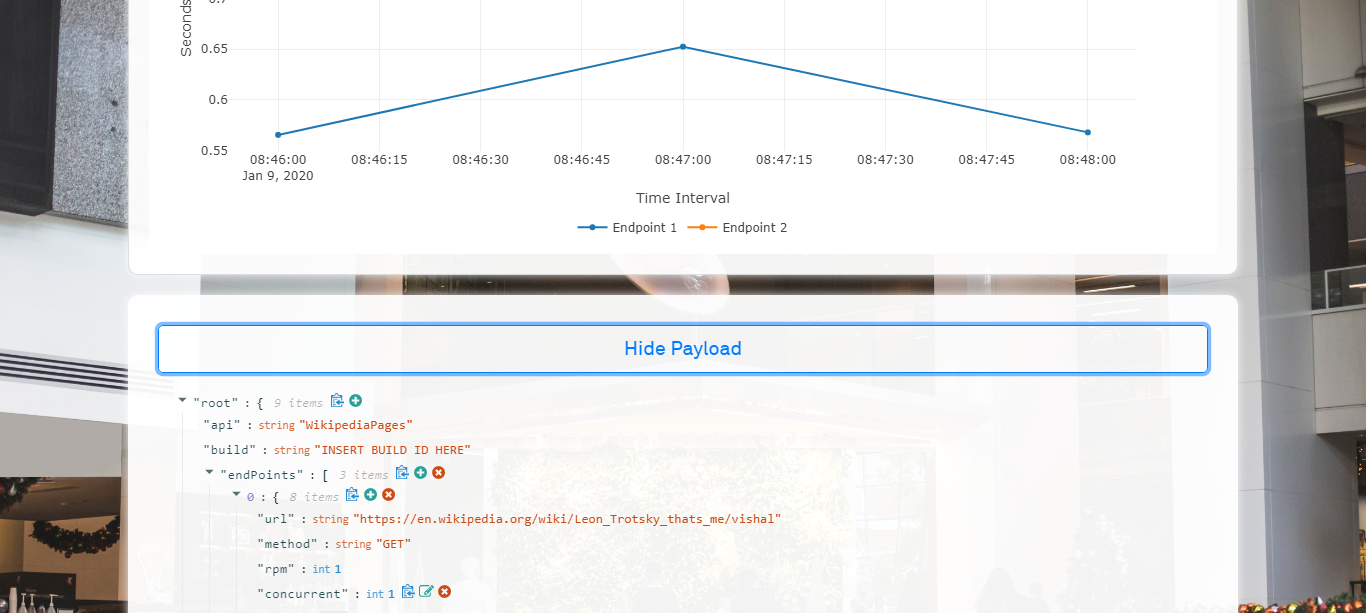 Seconds
0.7
0.65
0.6
0.55
08:46:00 08:46:15 08:46:30 08:46:45 08:47:00 08:47:15 08:47:30 08:47:45 08:48:00
Jan 9, 2020
Time Interval
Endpoint 1 Endpoint 2
Hide Payload
"root" : { 9 items
"api" : string "WikipediaPages"
"build" : string "INSERT BUILD ID HERE"
"endPoints" : [ 3 items
0 : { 8 items
"url" : string "https://en.wikipedia.org/wiki/Leon_Trotsky_thats_me/vishal"
"method" : string "GET"
"rpm" : int 1
"concurrent" : int 1